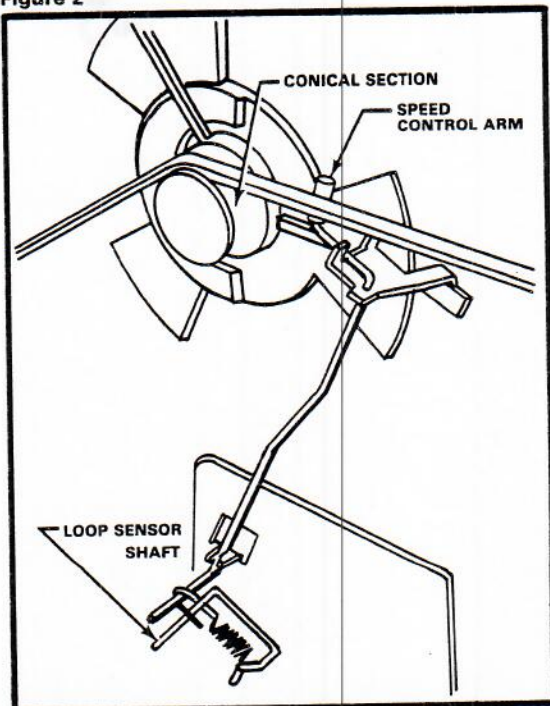 Figure 2
CONICAL SECTION
SPEED
CONTROL ARM
LOOP SENSOR
SHAFT